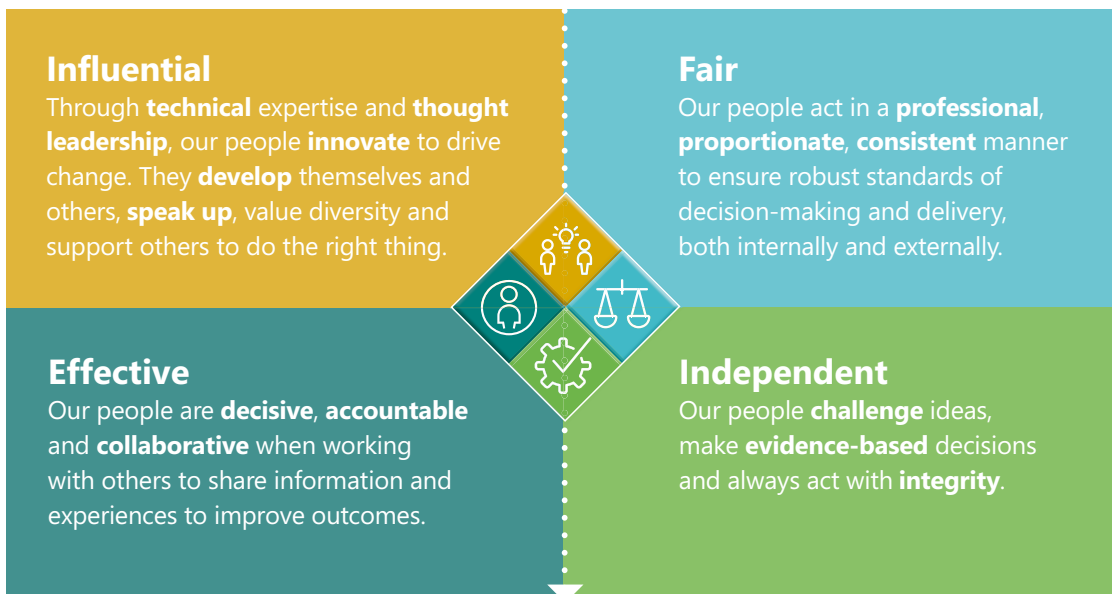 Influential
Through technical expertise and thought
leadership, our people innovate to drive
change. They develop themselves and
others, speak up, value diversity and
support others to do the right thing.
Fair
Our people act in a professional,
proportionate, consistent manner
to ensure robust standards of
decision-making and delivery,
both internally and externally.
Effective
Our people are decisive, accountable
and collaborative when working
with others to share information and
experiences to improve outcomes.
Independent
Our people challenge ideas,
make evidence-based decisions
and always act with integrity.